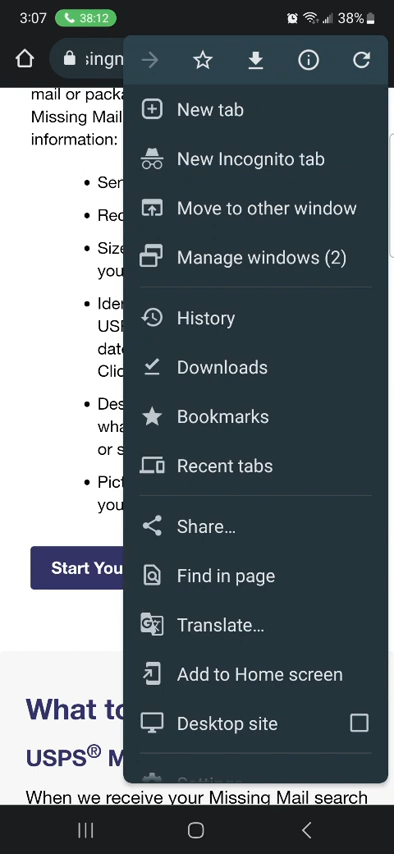 3:07 38:12 38%
singn
mail or packa
Missing Mail
information:
• Sen
• Rec
• Size
you
• Iden
USP
date
Clic
• Des
wha
or s
• Pict
you
Start You
What to
USPS® M
When we receive your Missing Mail search
New tab
New Incognito tab
Move to other window
Manage windows (2)
History
Downloads
Bookmarks
Recent tabs
Share...
Find in page
Translate...
Add to Home screen
Desktop site
Settings